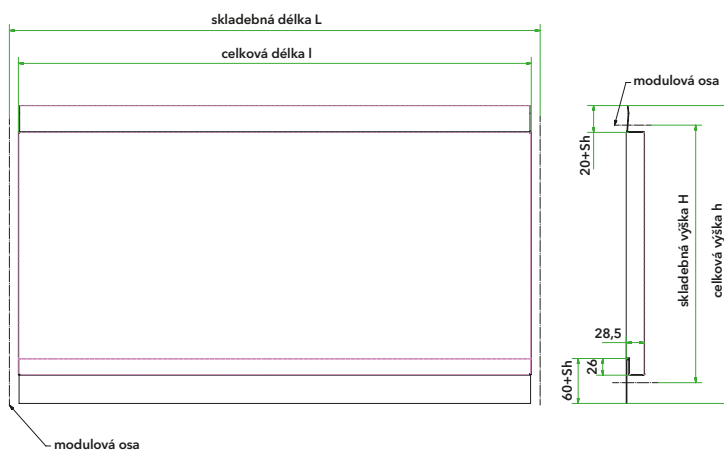 skladebná délka L
celková délka l
modulová osa
20+Sh
skladebná výška H
celková výška h
28,5
26
60+Sh
modulová osa